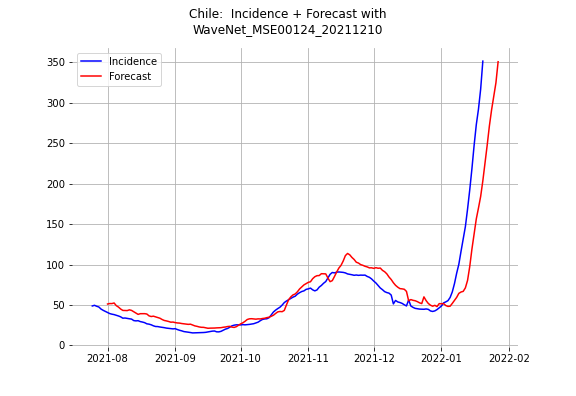 Chile:  Incidence + Forecast with
WaveNet_MSE00124_20211210
Incidence
Forecast
350
300
250
200
150
100
50
0
2021-08 2021-09 2021-10 2021-11 2021-12 2022-01 2022-02